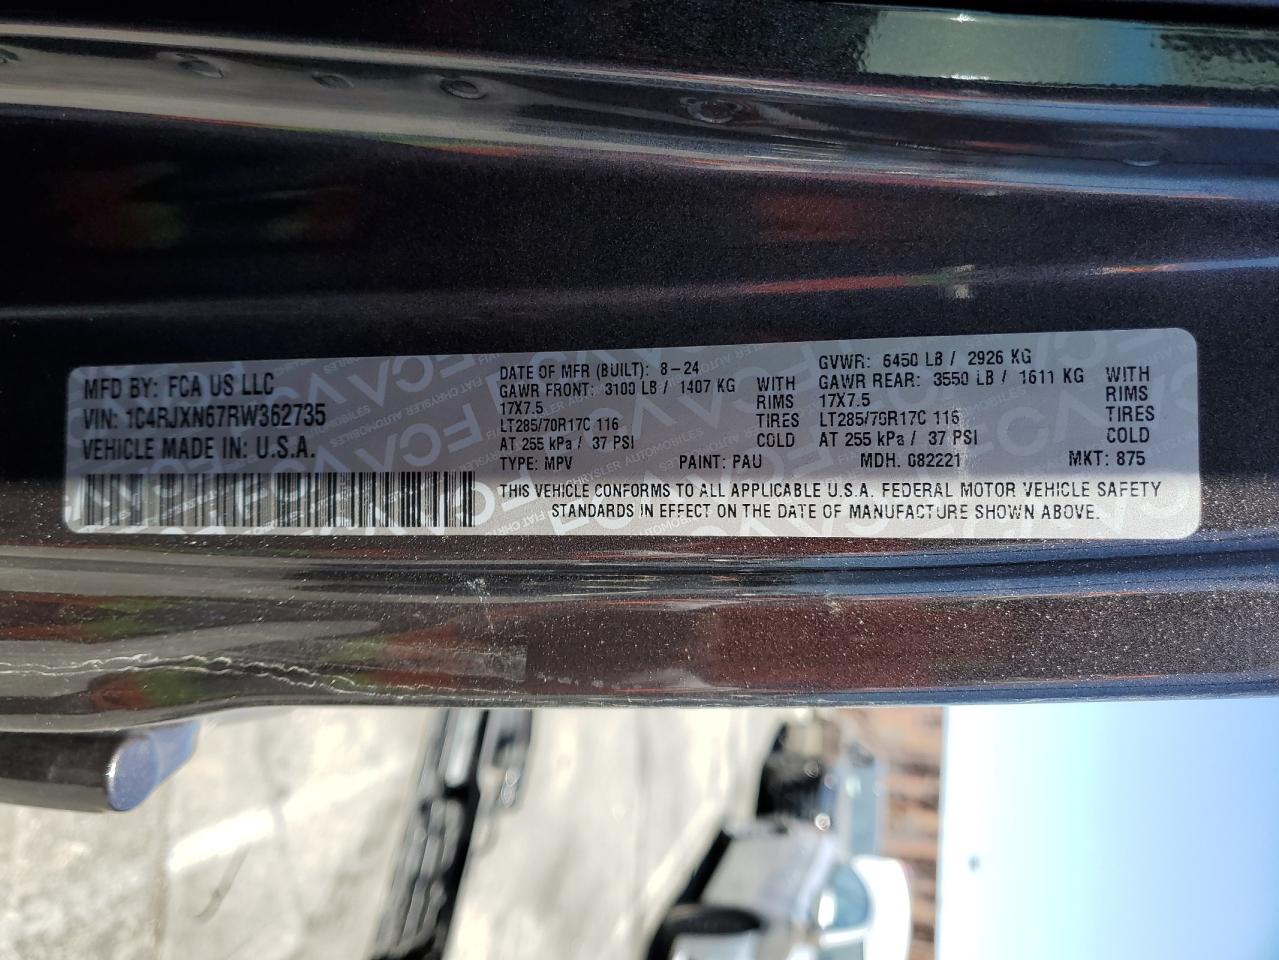 MFD BY: FCA US LLC
VIN: 1C4RJXN67RW362735
VEHICLE MADE IN: U.S.A.
DATE OF MFR (BUILT): 8-24
GAWR FRONT: 3100 LB / 1407 KG WITH
17X7.5 RIMS
LT285/70R17C 116 TIRES
AT 255 kPa / 37 PSI COLD
GVWR: 6450 LB / 2926 KG
GAWR REAR: 3550 LB / 1611 KG WITH
17X7.5 RIMS
LT285/75R17C 116 TIRES
AT 255 kPa / 37 PSI COLD
TYPE: MPV PAINT: PAU MDH: 082221 MKT: 875
THIS VEHICLE CONFORMS TO ALL APPLICABLE U.S.A. FEDERAL MOTOR VEHICLE SAFETY
STANDARDS IN EFFECT ON THE DATE OF MANUFACTURE SHOWN ABOVE.